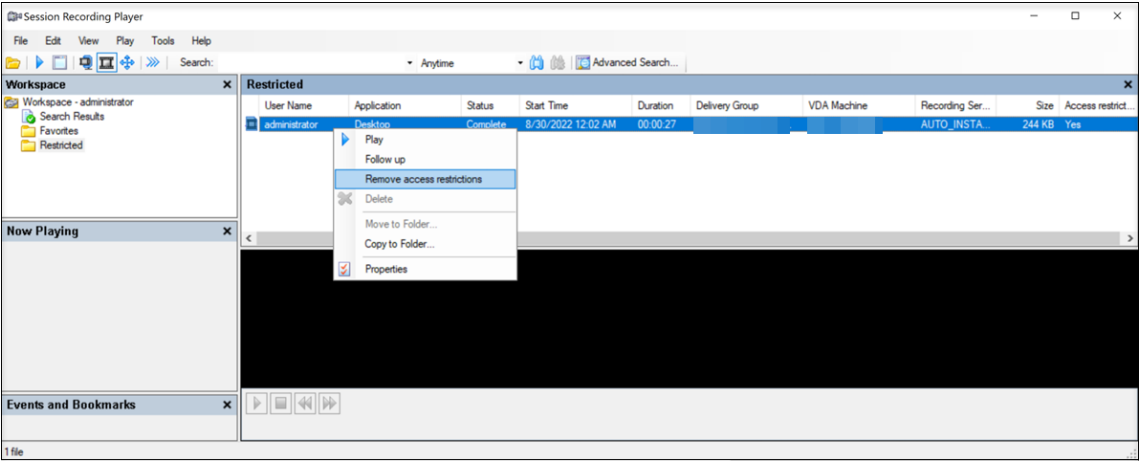 Session Recording Player
File Edit View Play Tools Help
Search: Anytime Advanced Search...
Workspace
Workspace - administrator
Search Results
Favorites
Restricted
Restricted
User Name Application Status Start Time Duration Delivery Group VDA Machine Recording Ser... Size Access restrict...
administrator Desktop Complete 8/30/2022 12:02 AM 00:00:27 AUTO_INSTA... 244 KB Yes
Play
Follow up
Remove access restrictions
Delete
Move to Folder...
Copy to Folder...
Properties
Now Playing
Events and Bookmarks
1 file